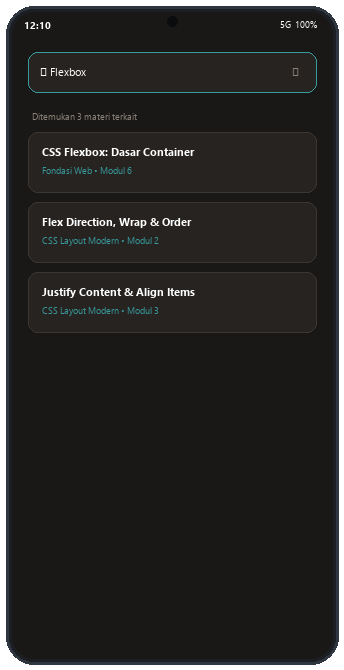 12:10
5G 100%
Flexbox
Ditemukan 3 materi terkait
CSS Flexbox: Dasar Container
Fondasi Web • Modul 6
Flex Direction, Wrap & Order
CSS Layout Modern • Modul 2
Justify Content & Align Items
CSS Layout Modern • Modul 3